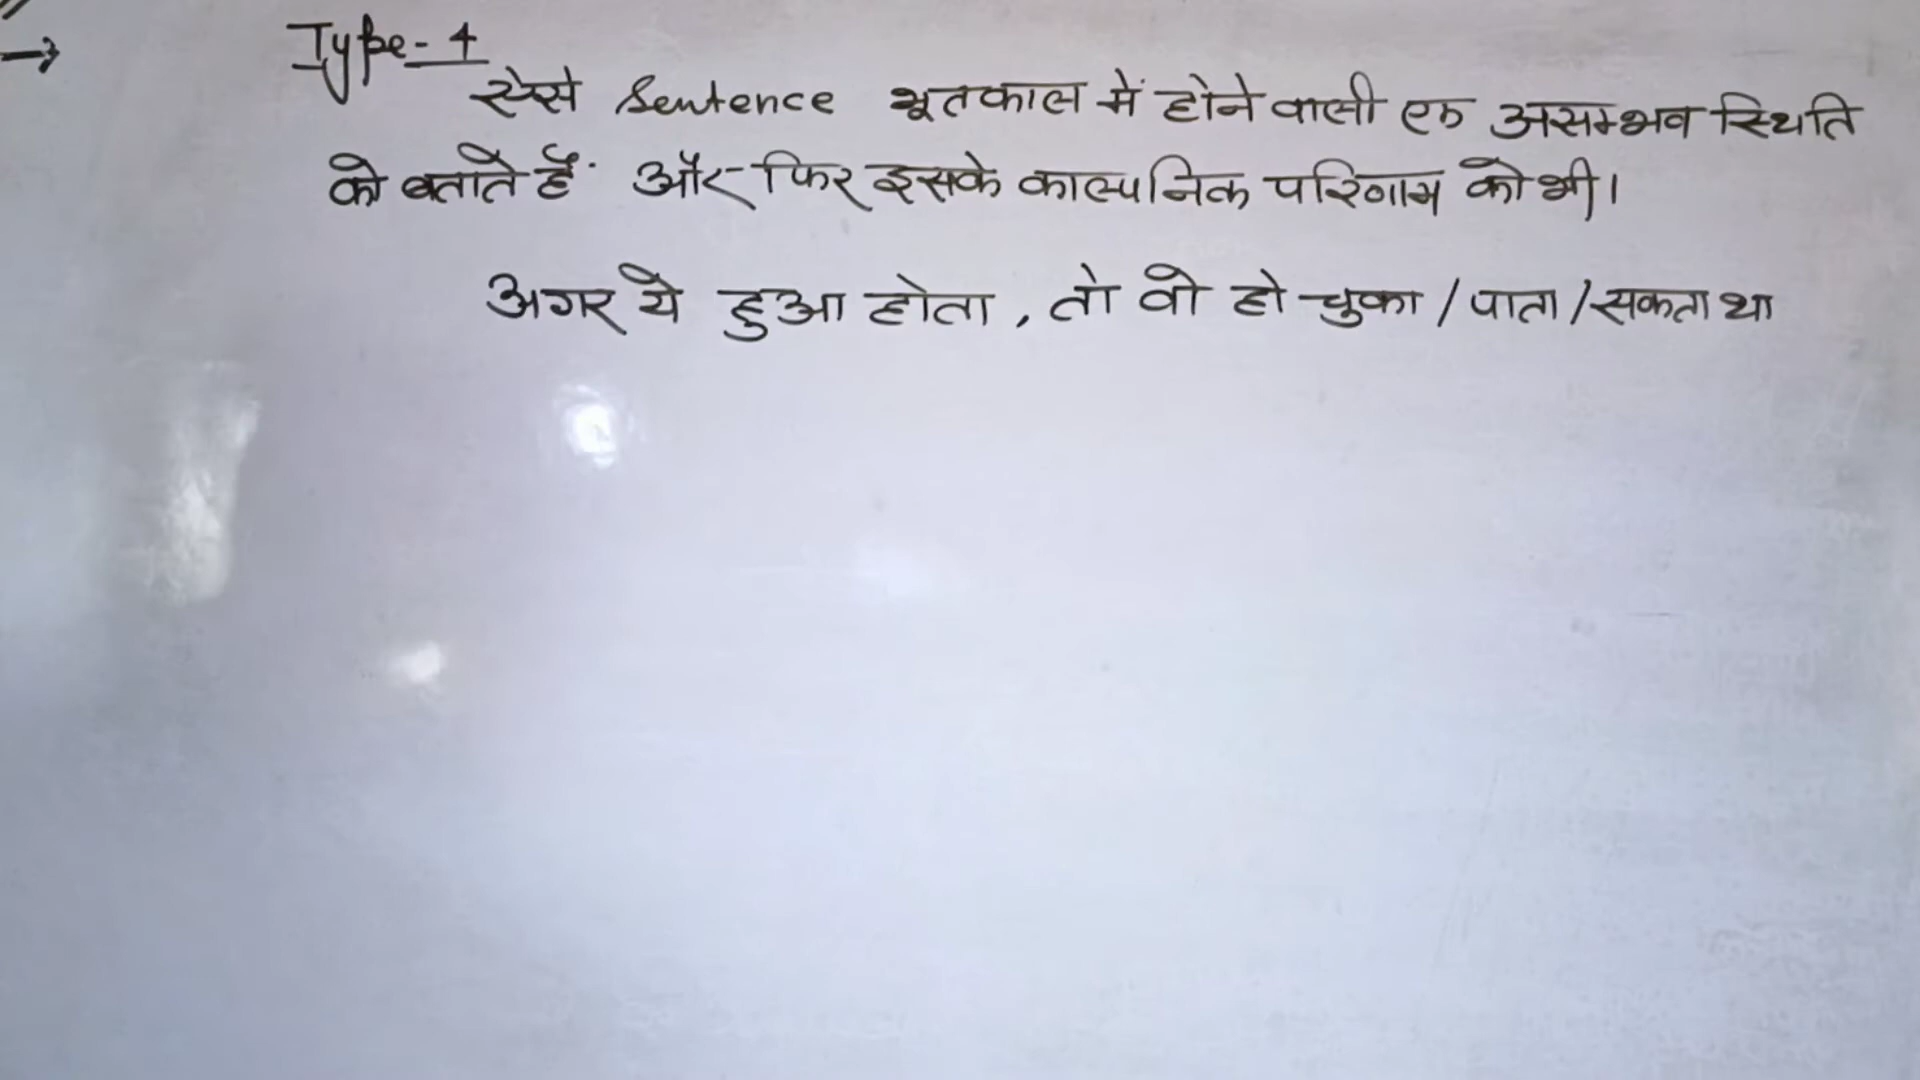 → Type-4
ऐसे Sentence भूतकाल में होने वाली एक असम्भव स्थिति
को बताते हैं. और फिर इसके काल्पनिक परिणाम को भी।
अगर ये हुआ होता, तो वो हो चुका/पाता/सकता था